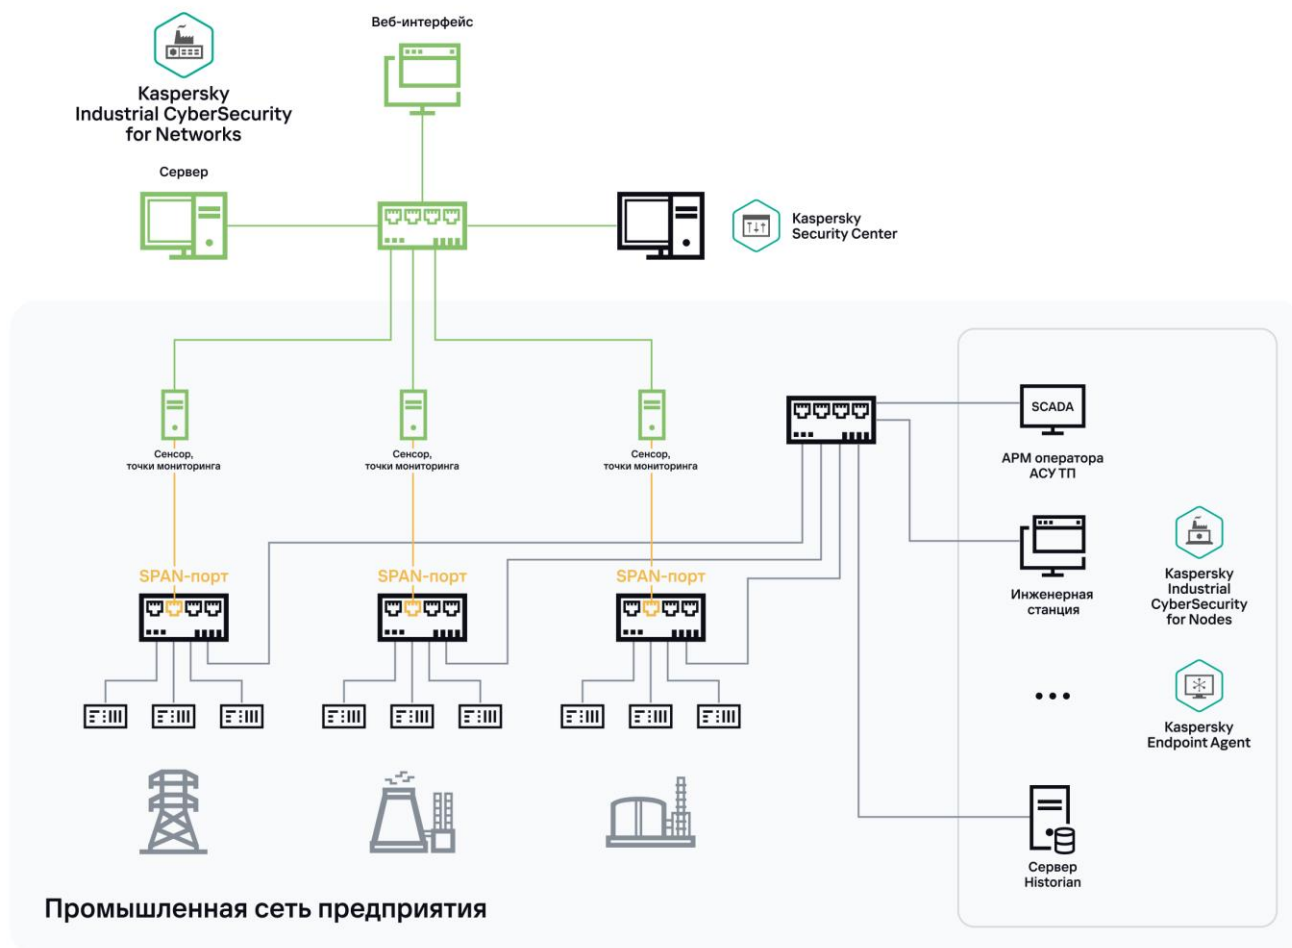 Веб-интерфейс
Kaspersky
Industrial CyberSecurity
for Networks
Сервер
Kaspersky
Security Center
SCADA
АРМ оператора
АСУ ТП
Сенсор,
точки мониторинга
Сенсор,
точки мониторинга
Сенсор,
точки мониторинга
Инженерная
станция
Kaspersky
Industrial
CyberSecurity
for Nodes
SPAN-порт
SPAN-порт
SPAN-порт
Kaspersky
Endpoint Agent
Сервер
Historian
Промышленная сеть предприятия